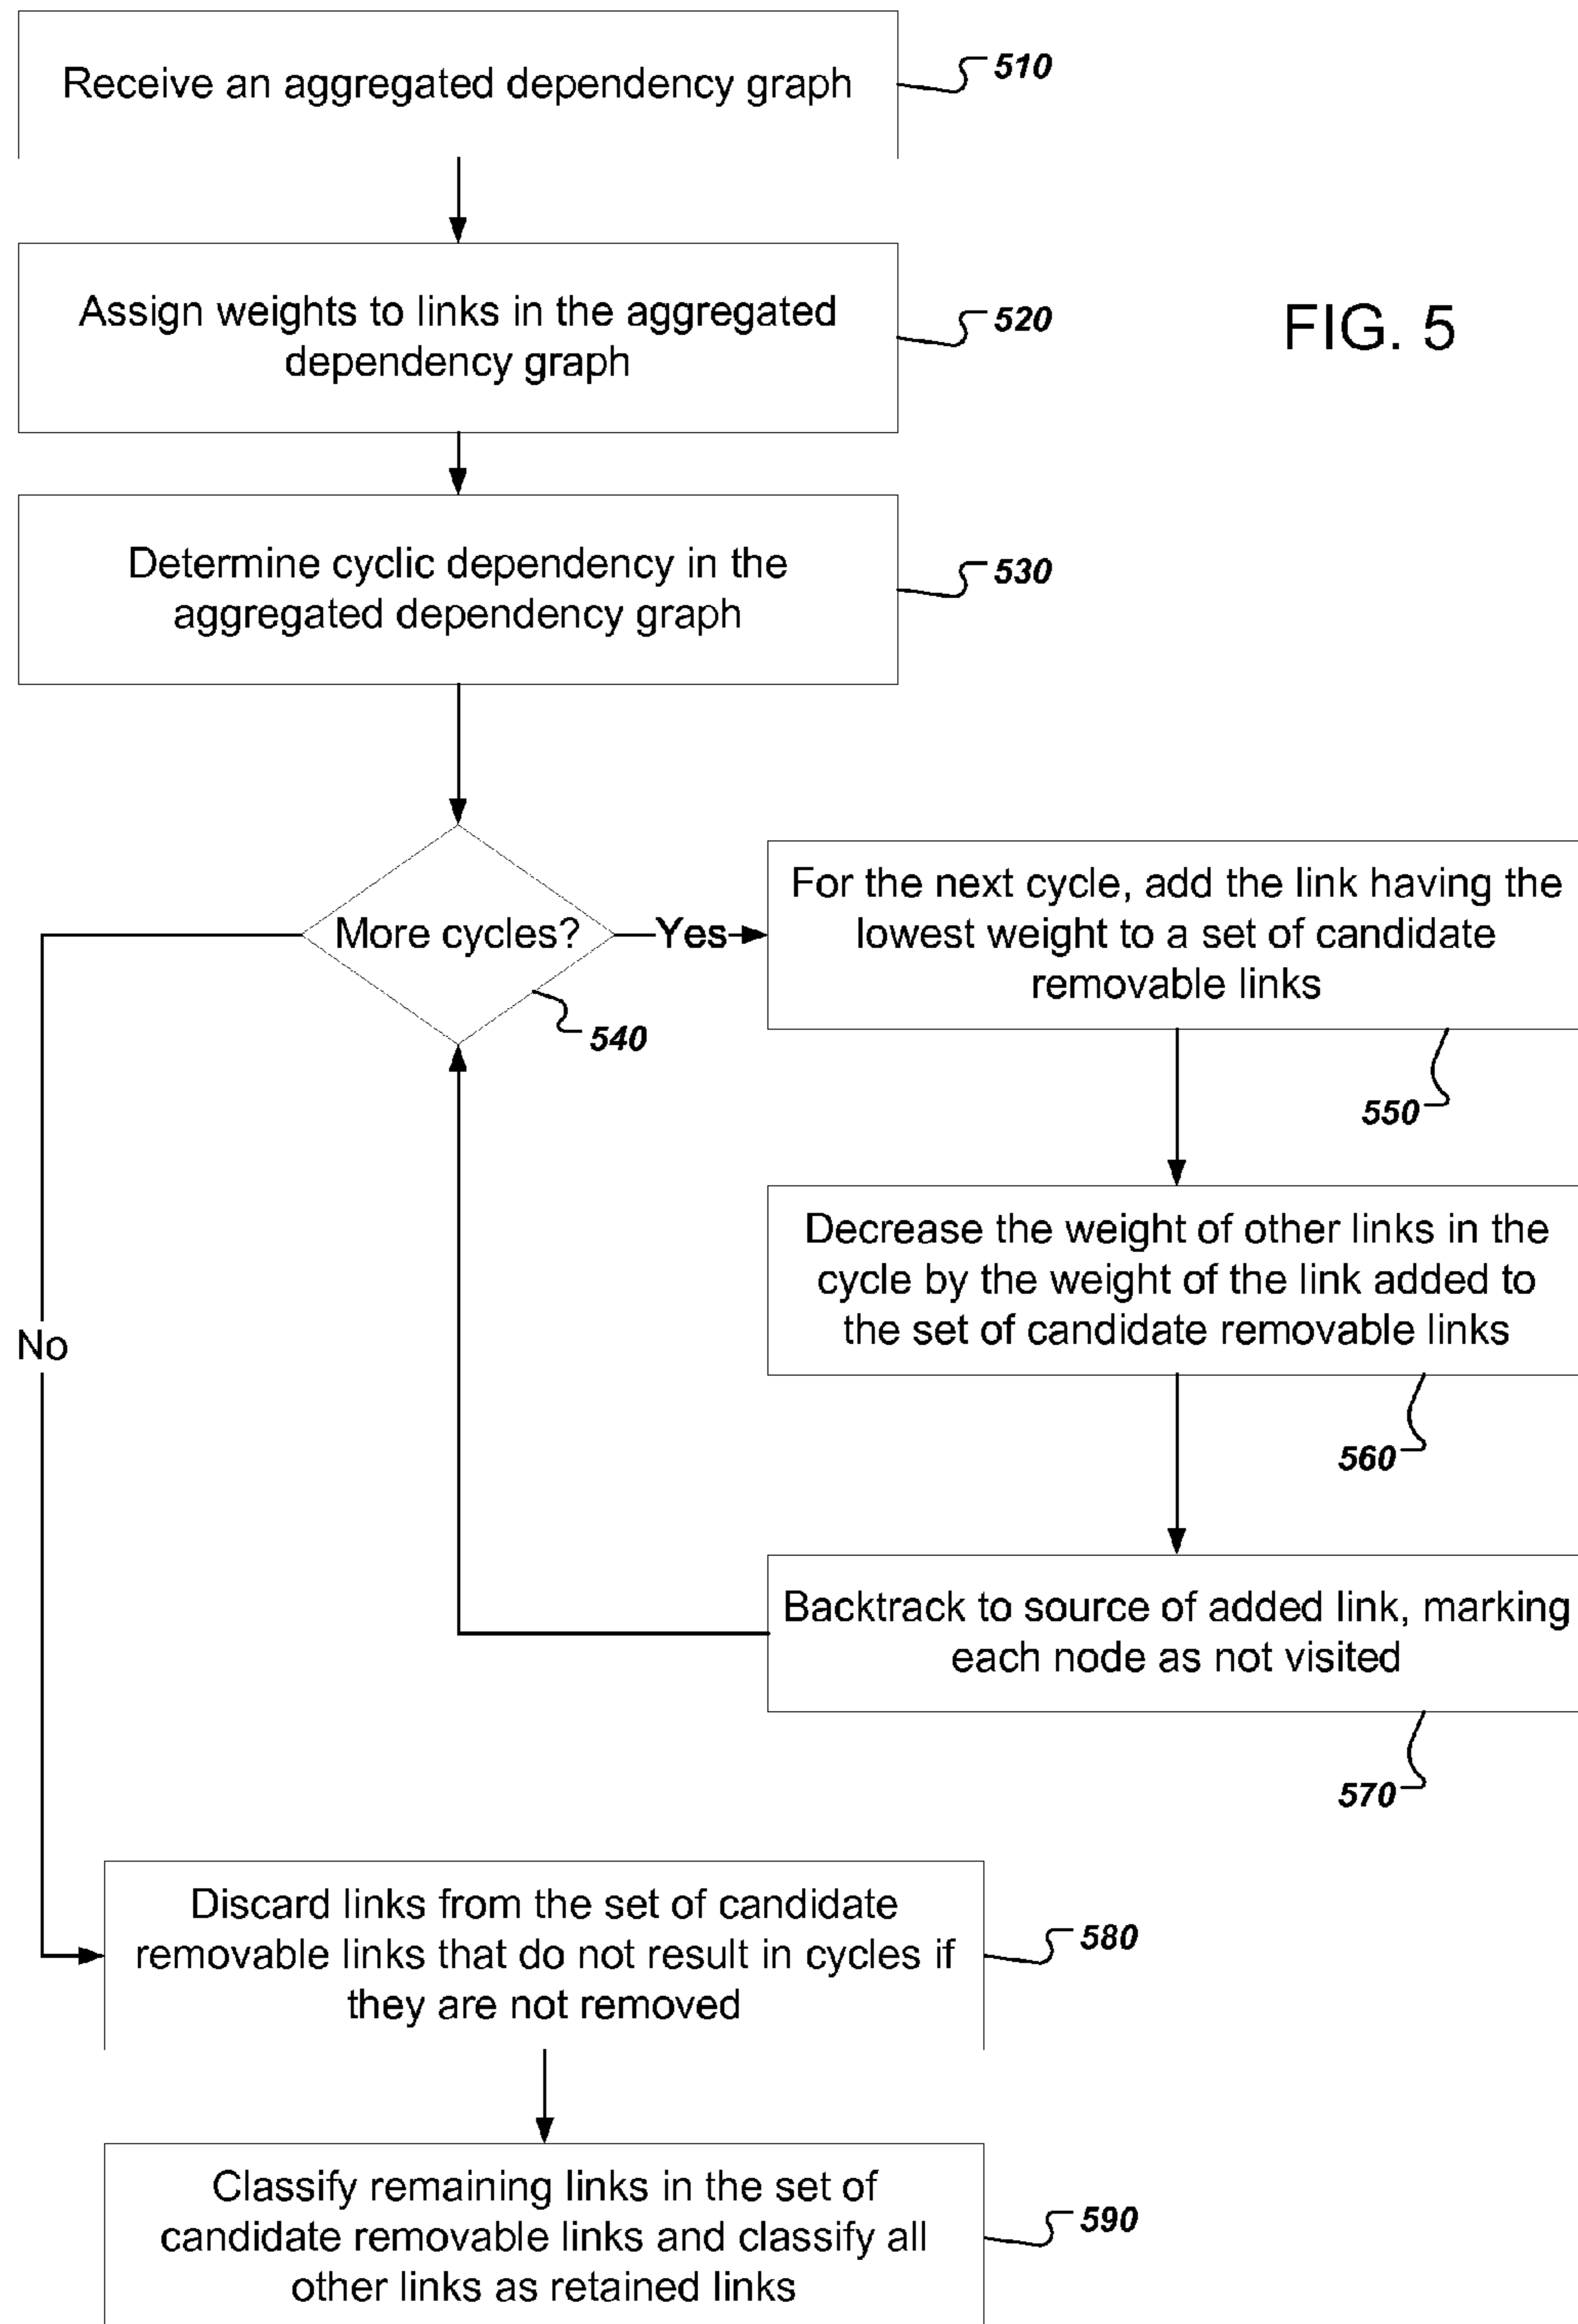 Receive an aggregated dependency graph
510
Assign weights to links in the aggregated
dependency graph
520
FIG. 5
Determine cyclic dependency in the
aggregated dependency graph
530
More cycles?
Yes
540
For the next cycle, add the link having the
lowest weight to a set of candidate
removable links
550
Decrease the weight of other links in the
cycle by the weight of the link added to
the set of candidate removable links
560
No
Backtrack to source of added link, marking
each node as not visited
570
Discard links from the set of candidate
removable links that do not result in cycles if
they are not removed
580
Classify remaining links in the set of
candidate removable links and classify all
other links as retained links
590